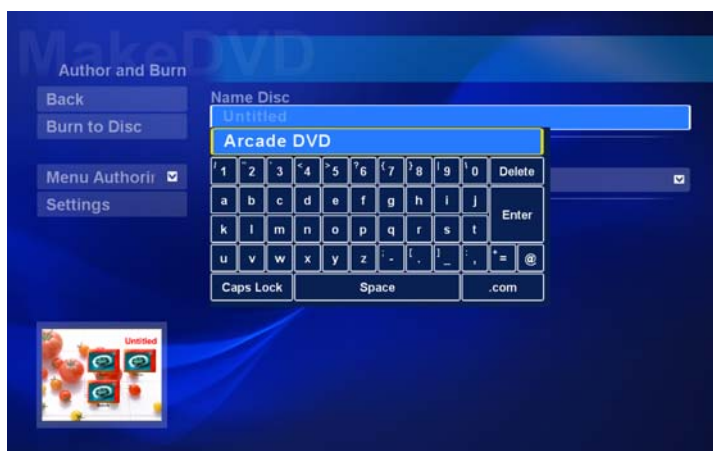 MakeDVD
Author and Burn
Back
Burn to Disc
Menu Authorir
Settings
Name Disc
Untitled
Arcade DVD
1 2 3 < 4 > 5 ? 6 { 7 } 8 | 9 \ 0 Delete
a b c d e f g h i j
Enter
k l m n o p q r s t
u v w x y z - [ . ] _ , = @
Caps Lock Space .com
Untitled